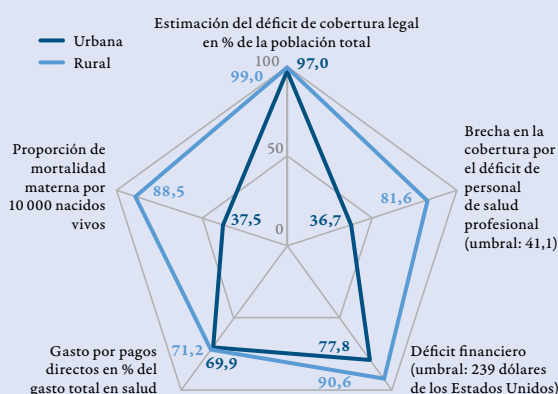 Estimación del déficit de cobertura legal
en % de la población total
Urbana
Rural
100
97,0
99,0
50
0
Brecha en la
cobertura por
el déficit de
personal
de salud
profesional
(umbral: 41,1)
81,6
36,7
Proporción de
mortalidad
materna por
10 000 nacidos
vivos
88,5
37,5
Gasto por pagos
directos en % del
gasto total en salud
71,2
69,9
Déficit financiero
(umbral: 239 dólares
de los Estados Unidos)
77,8
90,6